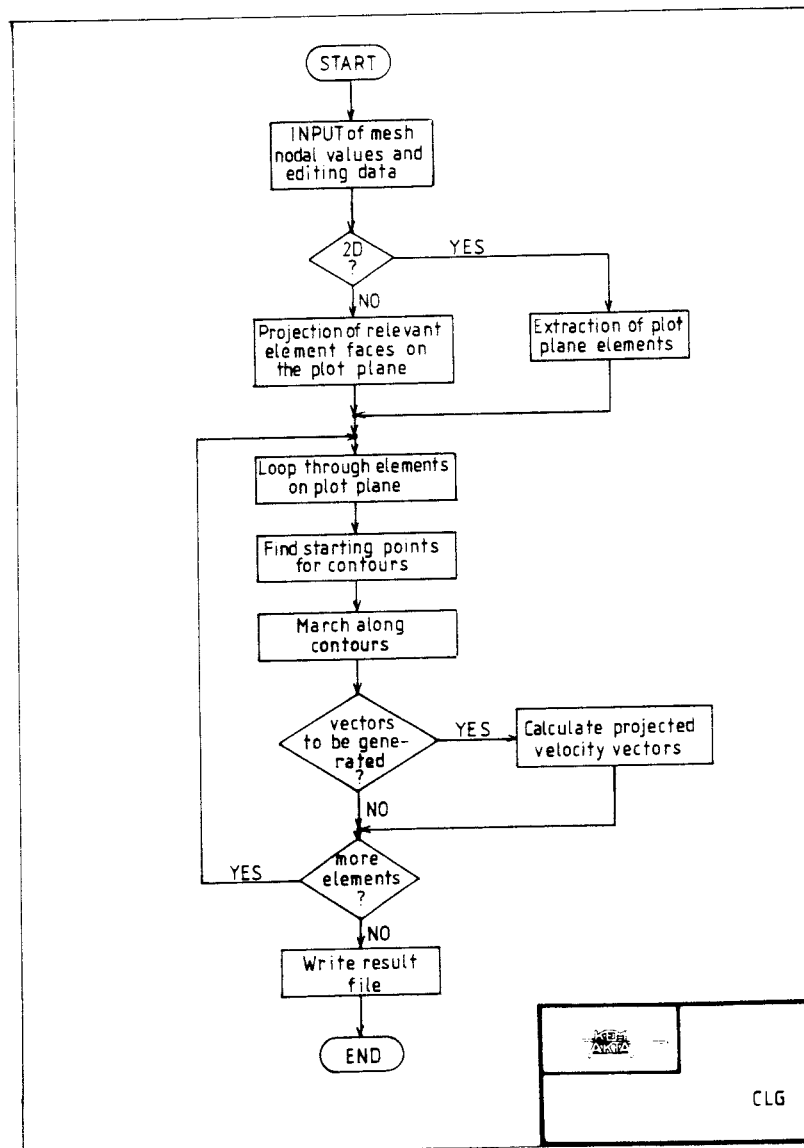 START
INPUT of mesh
nodal values and
editing data
2D
?
YES
NO
Projection of relevant
element faces on
the plot plane
Extraction of plot
plane elements
Loop through elements
on plot plane
Find starting points
for contours
March along
contours
vectors
to be gene-
rated
?
YES
Calculate projected
velocity vectors
NO
more
elements
?
YES
NO
Write result
file
END
CLG